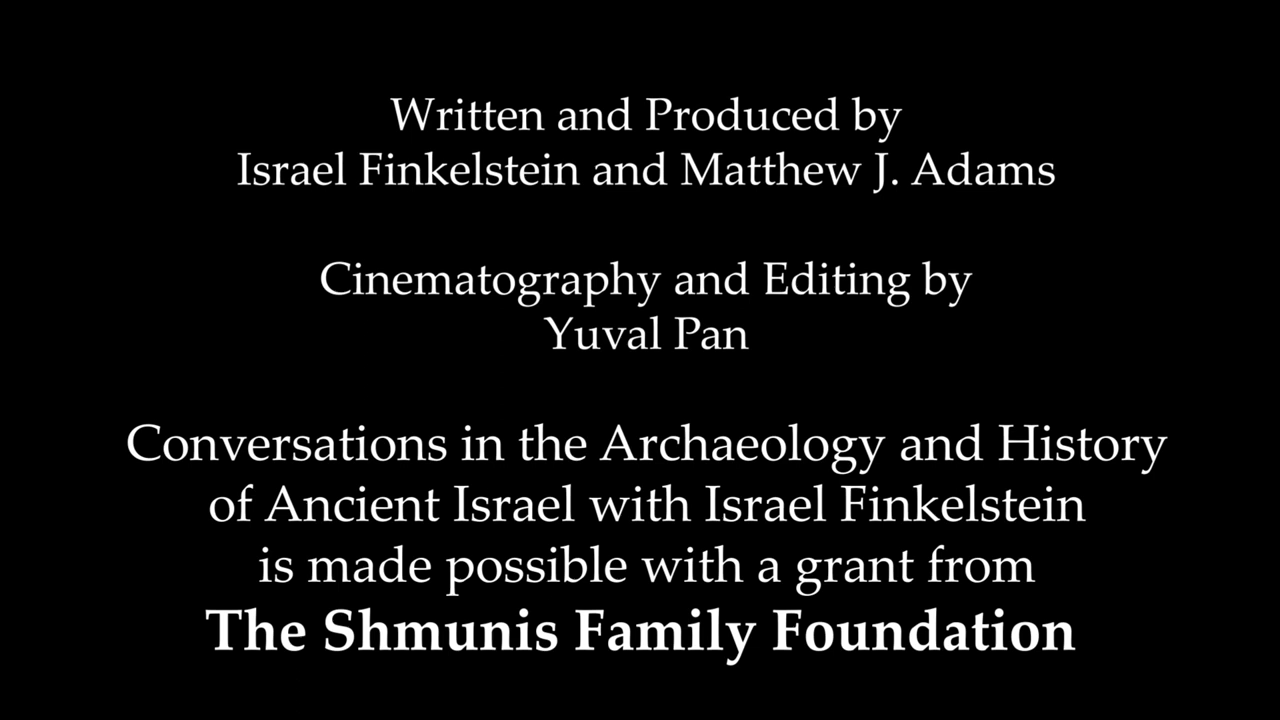 Written and Produced by
Israel Finkelstein and Matthew J. Adams
Cinematography and Editing by
Yuval Pan
Conversations in the Archaeology and History
of Ancient Israel with Israel Finkelstein
is made possible with a grant from
The Shmunis Family Foundation